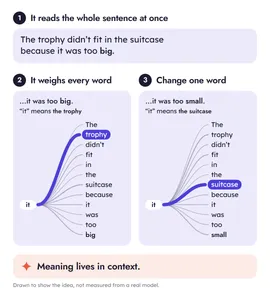 1 It reads the whole sentence at once
The trophy didn't fit in the suitcase
because it was too big.
2 It weighs every word
...it was too big.
"it" means the trophy
The
trophy
didn't
fit
in
the
suitcase
because
it
was
too
big
it
3 Change one word
...it was too small.
"it" means the suitcase
The
trophy
didn't
fit
in
the
suitcase
because
it
was
too
small
it
Meaning lives in context.
Drawn to show the idea, not measured from a real model.